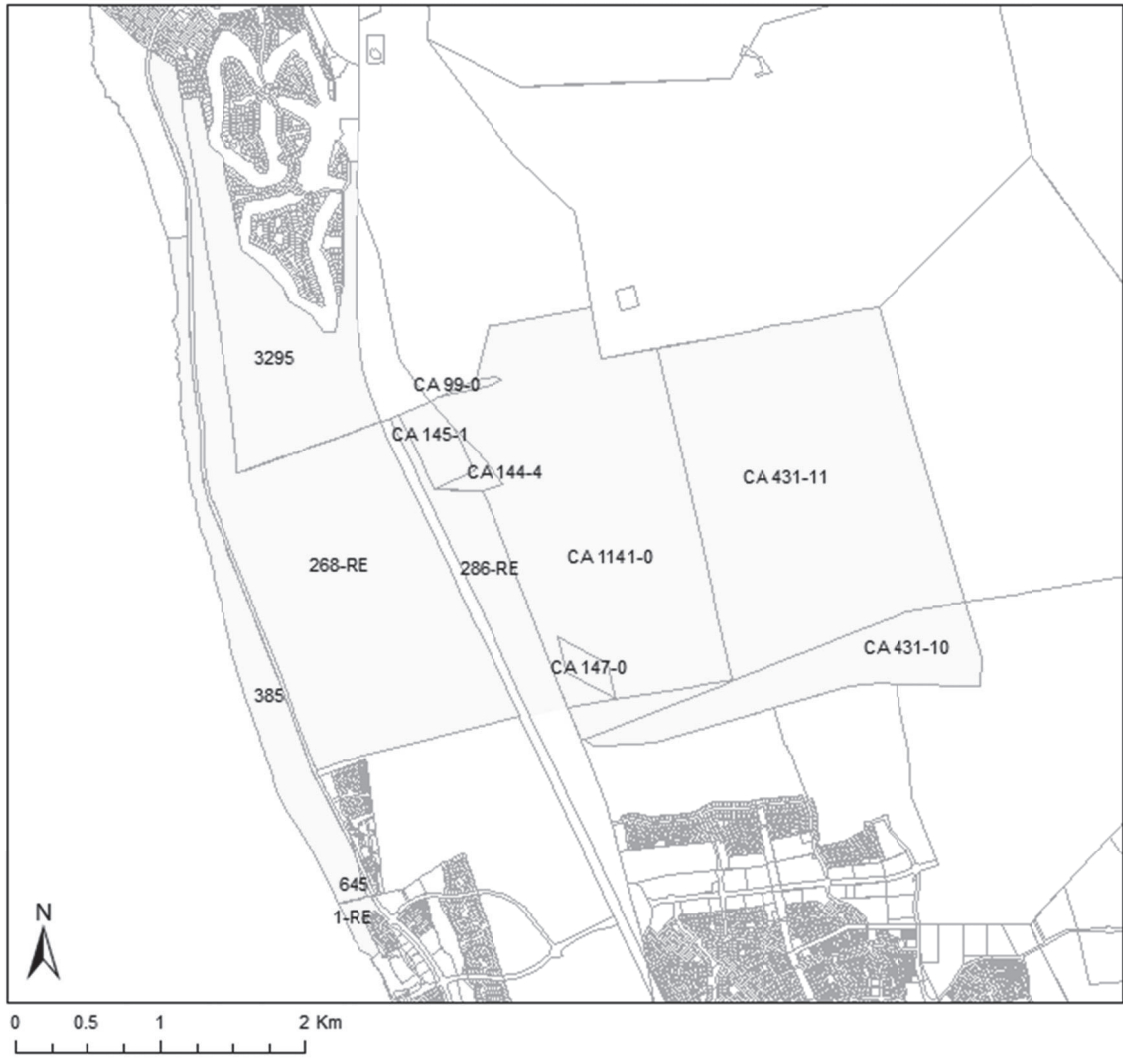 3295
CA 99-0
CA 145-1
CA 144-4
CA 431-11
268-RE
286-RE
CA 1141-0
CA 431-10
CA 147-0
385
645
1-RE
N
0 0.5 1 2 Km